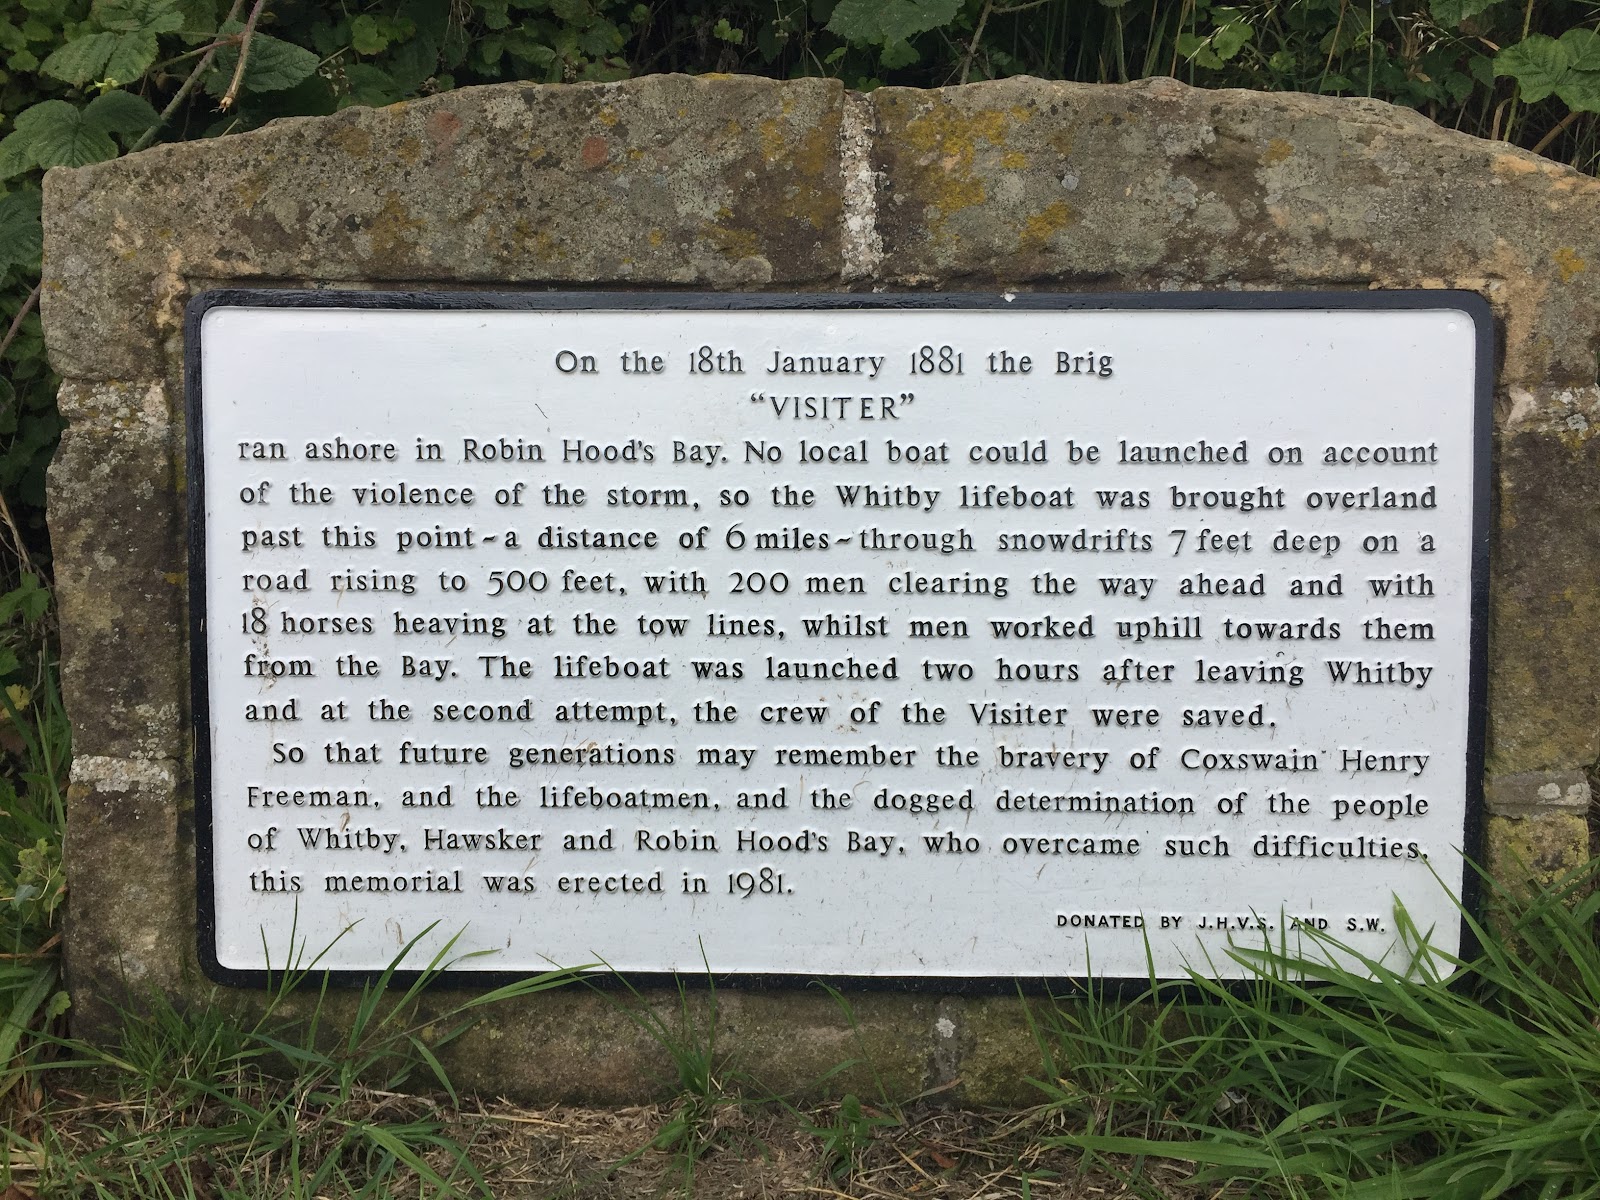 On the 18th January 1881 the Brig
“VISITER”
ran ashore in Robin Hood's Bay. No local boat could be launched on account
of the violence of the storm, so the Whitby lifeboat was brought overland
past this point ~ a distance of 6 miles ~ through snowdrifts 7 feet deep on a
road rising to 500 feet, with 200 men clearing the way ahead and with
18 horses heaving at the tow lines, whilst men worked uphill towards them
from the Bay. The lifeboat was launched two hours after leaving Whitby
and at the second attempt, the crew of the Visiter were saved.
So that future generations may remember the bravery of Coxswain Henry
Freeman, and the lifeboatmen, and the dogged determination of the people
of Whitby, Hawsker and Robin Hood's Bay, who overcame such difficulties,
this memorial was erected in 1981.
DONATED BY J.H.V.S. AND S.W.